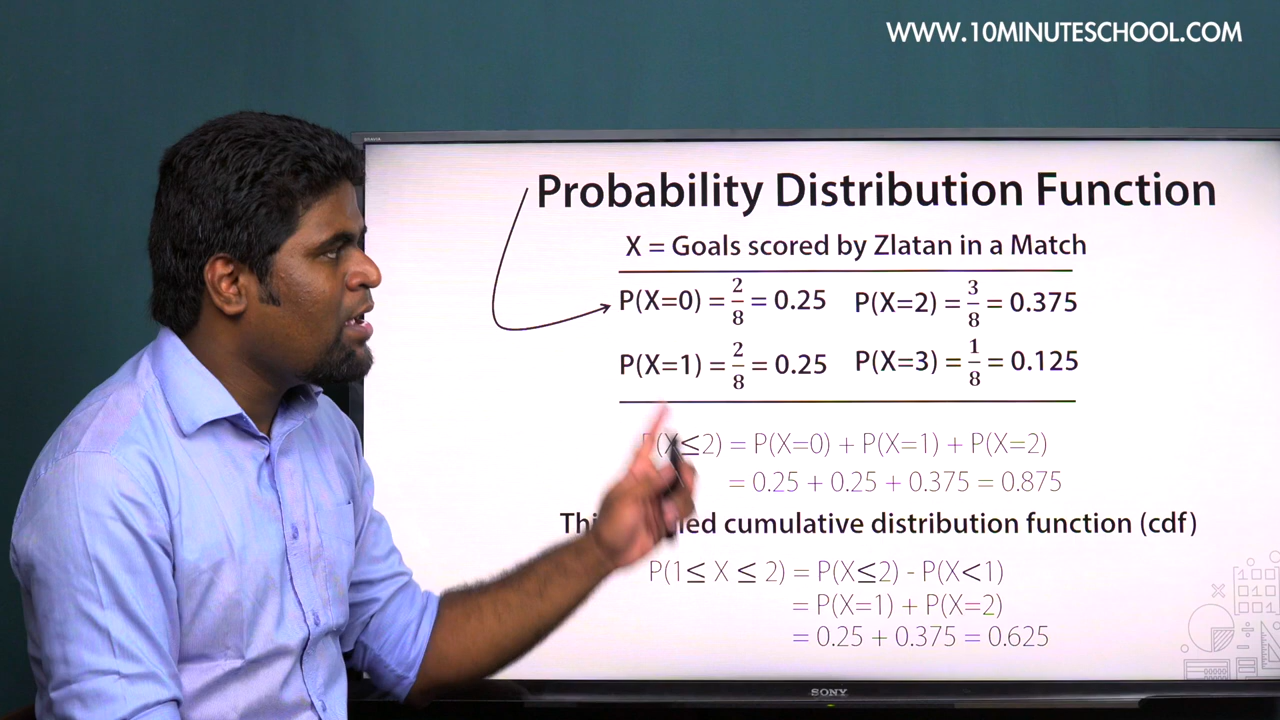 WWW.10MINUTESCHOOL.COM
BRAVIA
Probability Distribution Function
X = Goals scored by Zlatan in a Match
P(X=0) = 2/8 = 0.25 P(X=2) = 3/8 = 0.375
P(X=1) = 2/8 = 0.25 P(X=3) = 1/8 = 0.125
P(X≤2) = P(X=0) + P(X=1) + P(X=2)
= 0.25 + 0.25 + 0.375 = 0.875
cumulative distribution function (cdf)
P(1≤ X ≤ 2) = P(X≤2) - P(X<1)
= P(X=1) + P(X=2)
= 0.25 + 0.375 = 0.625
SONY